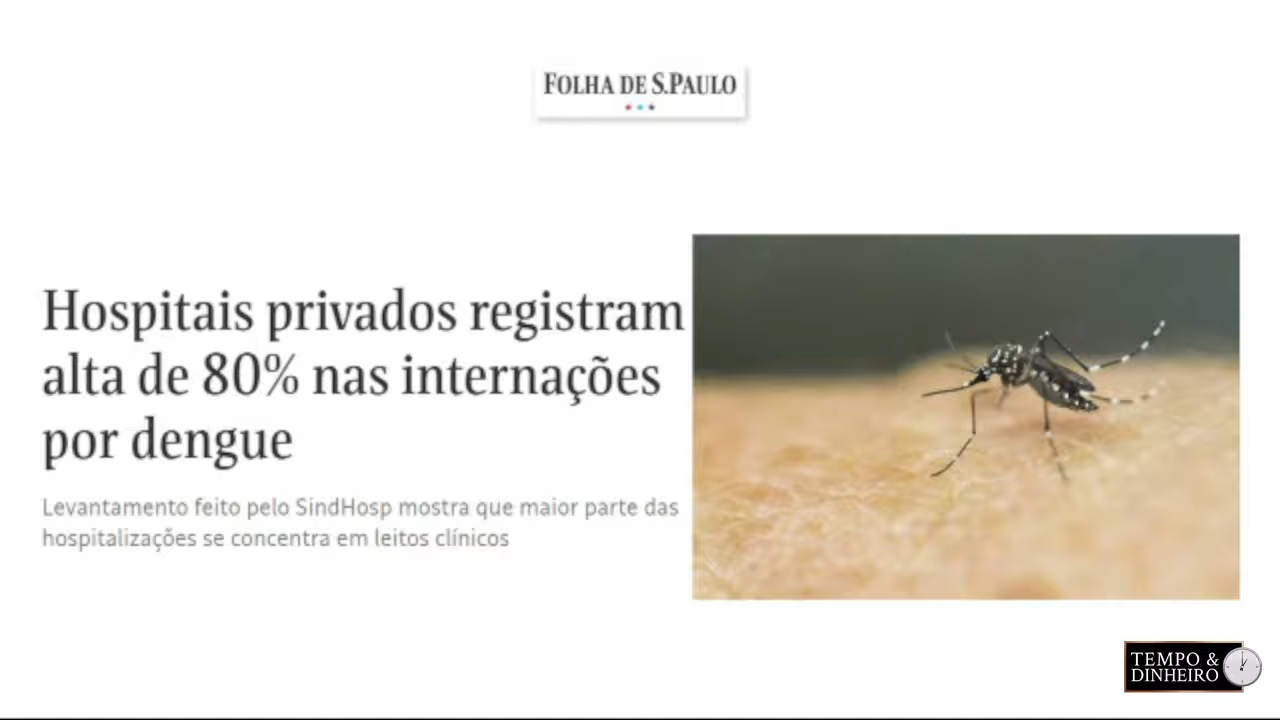 FOLHA DE S.PAULO
Hospitais privados registram
alta de 80% nas internações
por dengue
Levantamento feito pelo SindHosp mostra que maior parte das
hospitalizações se concentra em leitos clínicos
TEMPO &
DINHEIRO